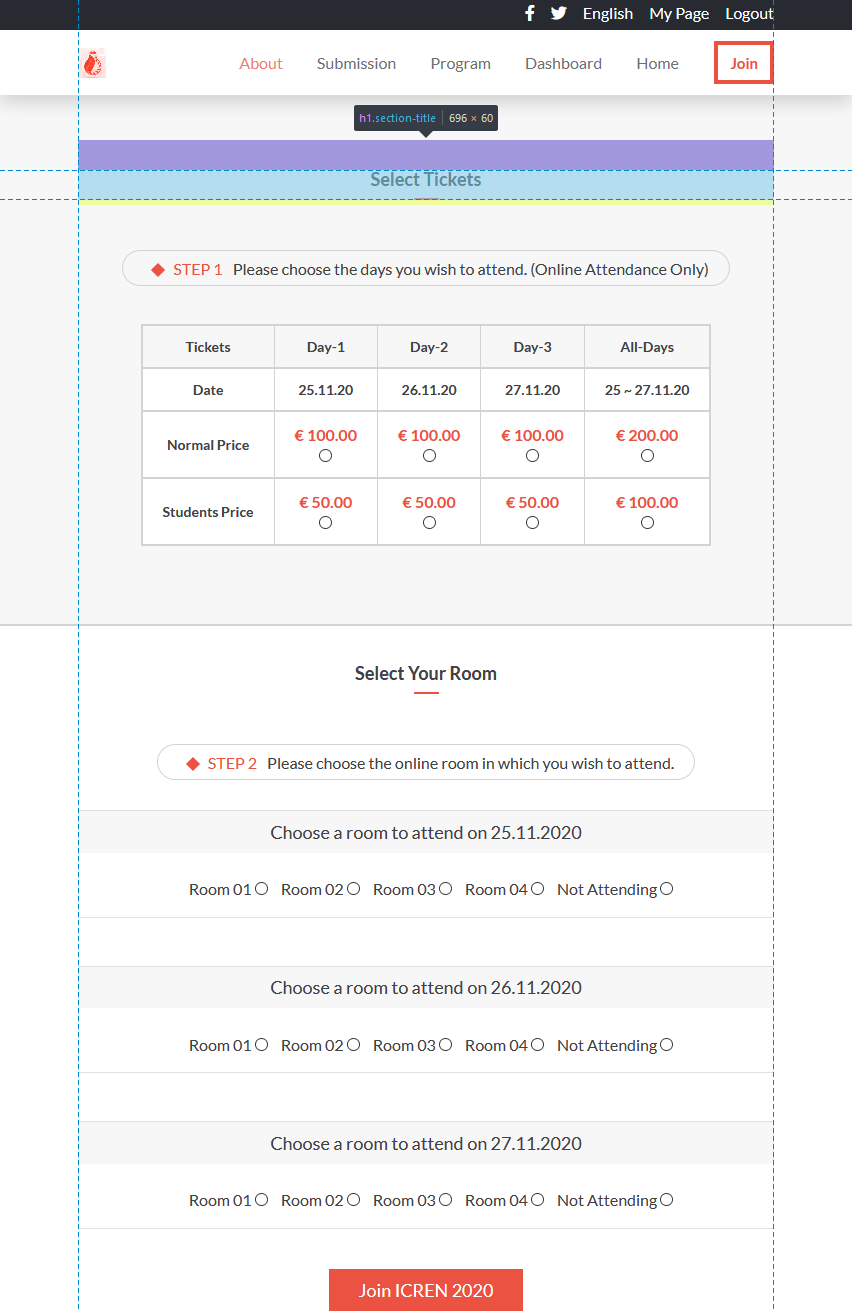 English My Page Logout
About Submission Program Dashboard Home Join
h1.section-title 696 × 60
Select Tickets
STEP 1 Please choose the days you wish to attend. (Online Attendance Only)
Tickets Day-1 Day-2 Day-3 All-Days
Date 25.11.20 26.11.20 27.11.20 25 ~ 27.11.20
Normal Price € 100.00 € 100.00 € 100.00 € 200.00
Students Price € 50.00 € 50.00 € 50.00 € 100.00
Select Your Room
STEP 2 Please choose the online room in which you wish to attend.
Choose a room to attend on 25.11.2020
Room 01 Room 02 Room 03 Room 04 Not Attending
Choose a room to attend on 26.11.2020
Room 01 Room 02 Room 03 Room 04 Not Attending
Choose a room to attend on 27.11.2020
Room 01 Room 02 Room 03 Room 04 Not Attending
Join ICREN 2020